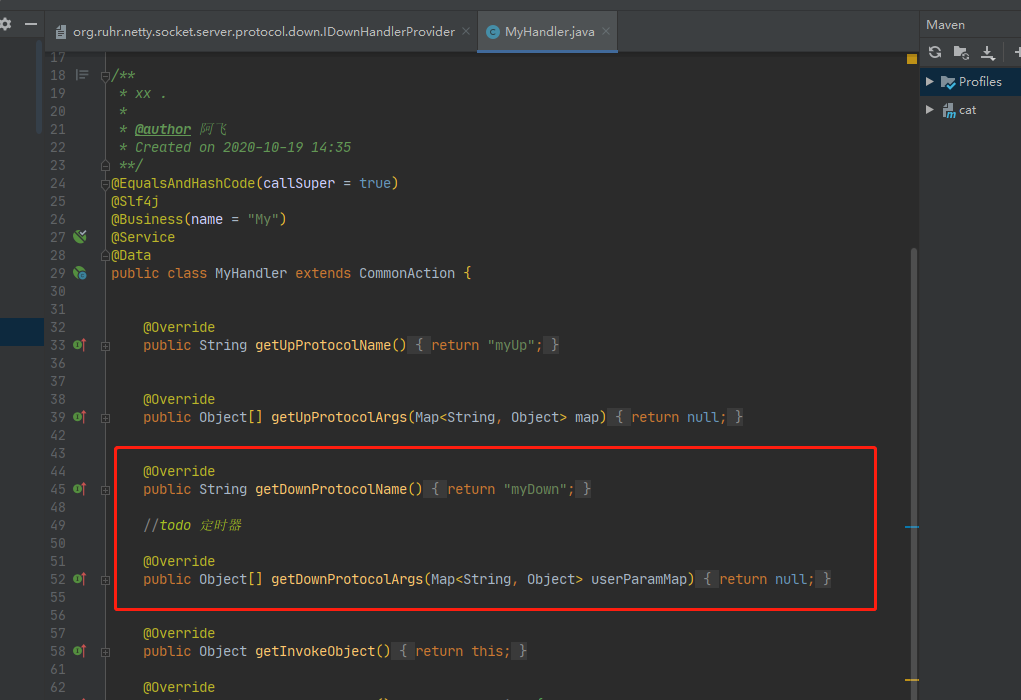 org.ruhr.netty.socket.server.protocol.down.IDownHandlerProvider
MyHandler.java
Maven
Profiles
cat
17
18 /**
19 * xx .
20 *
21 * @author 阿飞
22 * Created on 2020-10-19 14:35
23 **/
24 @EqualsAndHashCode(callSuper = true)
25 @Slf4j
26 @Business(name = "My")
27 @Service
28 @Data
29 public class MyHandler extends CommonAction {
30
31
32 @Override
33 public String getUpProtocolName() { return "myUp"; }
36
37
38 @Override
39 public Object[] getUpProtocolArgs(Map<String, Object> map) { return null; }
42
43
44 @Override
45 public String getDownProtocolName() { return "myDown"; }
48
49 //todo 定时器
50
51 @Override
52 public Object[] getDownProtocolArgs(Map<String, Object> userParamMap) { return null; }
55
56
57 @Override
58 public Object getInvokeObject() { return this; }
61
62 @Override